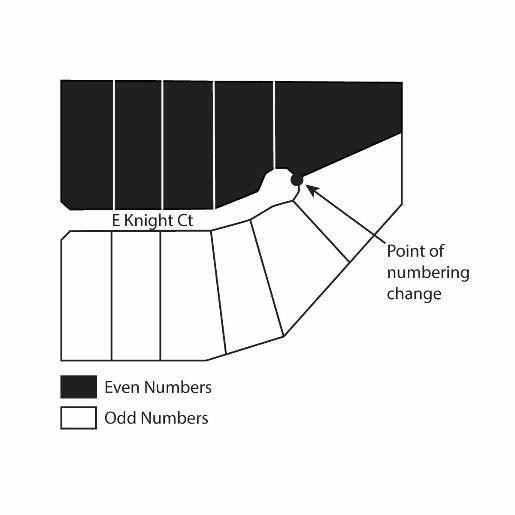 E Knight Ct
Point of
numbering
change
Even Numbers
Odd Numbers